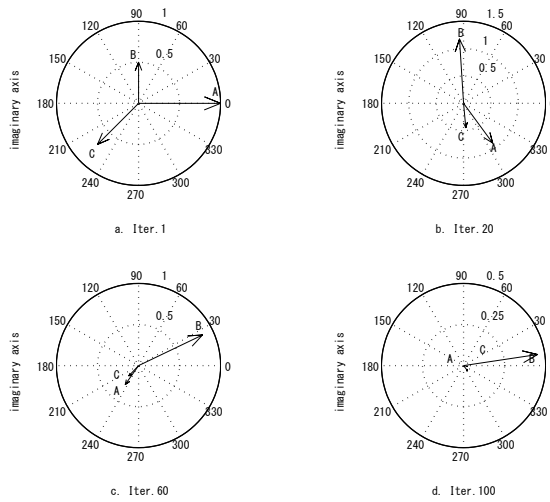 90 1
120 60
B 0.5
150 30
A
180 0
C
210 330
240 300
270
imaginary axis
a. Iter.1
90 1.5
120 60
B 1
150 0.5 30
180 0
C A
210 330
240 300
270
imaginary axis
b. Iter.20
90 1
120 60
0.5
150 B 30
180 0
C
A
210 330
240 300
270
imaginary axis
c. Iter.60
90 0.5
120 60
0.25
150 30
C
180 A B 0
210 330
240 300
270
imaginary axis
d. Iter.100